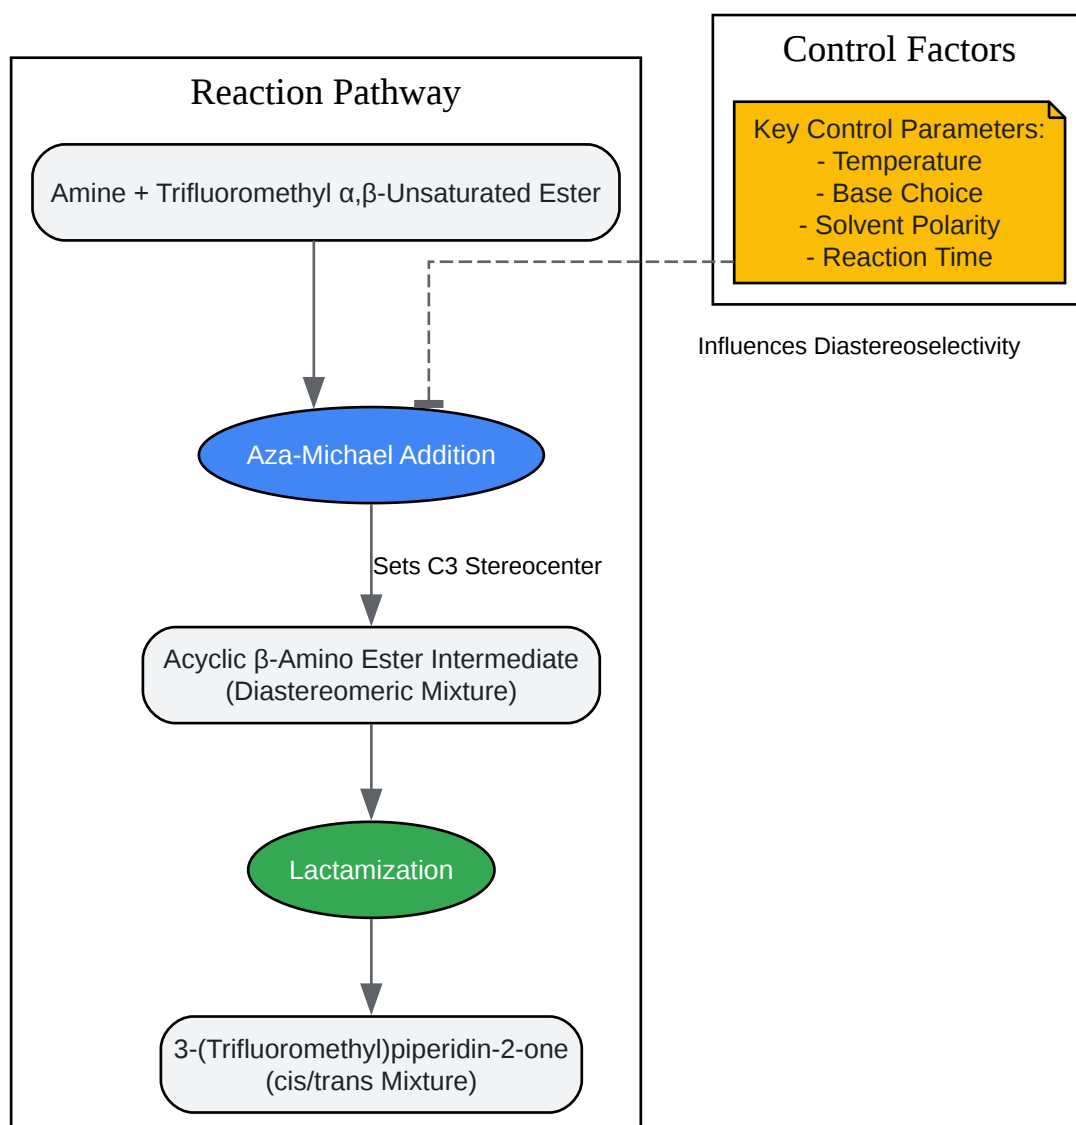 Control Factors
Key Control Parameters:
- Temperature
- Base Choice
- Solvent Polarity
- Reaction Time
Influences Diastereoselectivity
Reaction Pathway
Amine + Trifluoromethyl α,β-Unsaturated Ester
Aza-Michael Addition
Sets C3 Stereocenter
Acyclic β-Amino Ester Intermediate
(Diastereomeric Mixture)
Lactamization
3-(Trifluoromethyl)piperidin-2-one
(cis/trans Mixture)